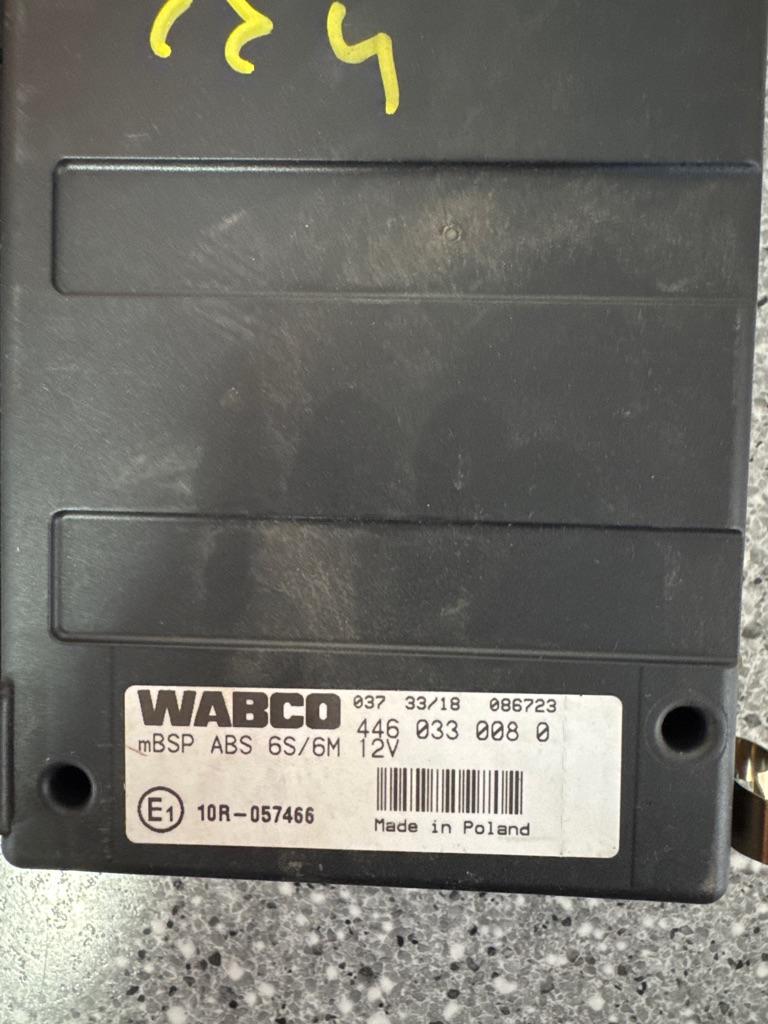 WABCO 037 33/18 086723
446 033 008 0
mBSP ABS 6S/6M 12V
E1 10R-057466
Made in Poland